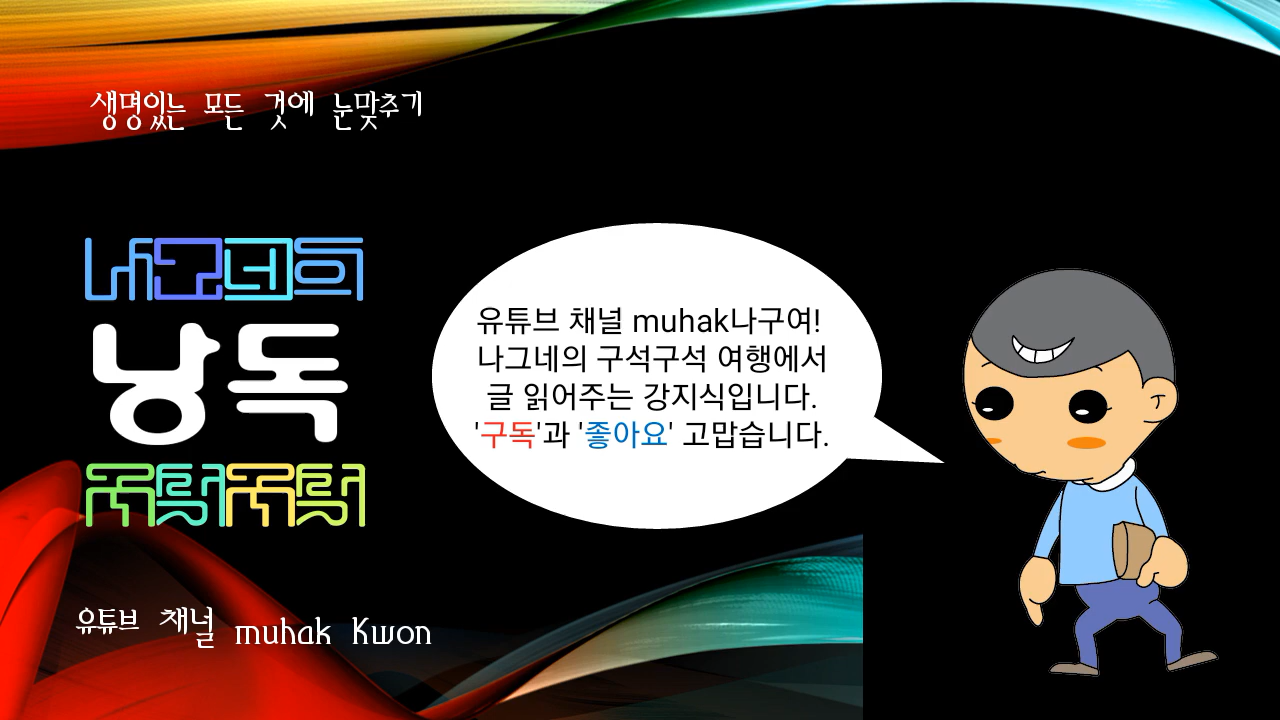 생명있는 모든 것에 눈맞추기
나그네의
낭독
구석구석
유튜브 채널 muhak나구여!
나그네의 구석구석 여행에서
글 읽어주는 강지식입니다.
'구독'과 '좋아요' 고맙습니다.
유튜브 채널 muhak Kwon